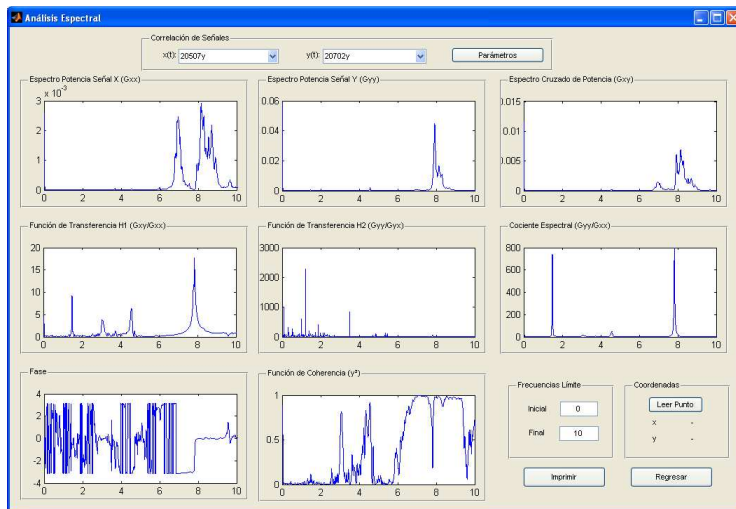 Análisis Espectral
Correlación de Señales
x(t): 20507y y(t): 20702y Parámetros
Espectro Potencia Señal X (Gxx)
x 10⁻³
3
2
1
0
0 2 4 6 8 10
Espectro Potencia Señal Y (Gyy)
0.06
0.04
0.02
0
0 2 4 6 8 10
Espectro Cruzado de Potencia (Gxy)
0.015
0.01
0.005
0
0 2 4 6 8 10
Función de Transferencia H1 (Gxy/Gxx)
20
15
10
5
0
0 2 4 6 8 10
Función de Transferencia H2 (Gyy/Gyx)
3000
2000
1000
0
0 2 4 6 8 10
Cociente Espectral (Gyy/Gxx)
800
600
400
200
0
0 2 4 6 8 10
Fase
4
2
0
-2
-4
0 2 4 6 8 10
Función de Coherencia (γ²)
1
0.5
0
0 2 4 6 8 10
Frecuencias Límite
Inicial 0
Final 10
Coordenadas
Leer Punto
x -
y -
Imprimir
Regresar